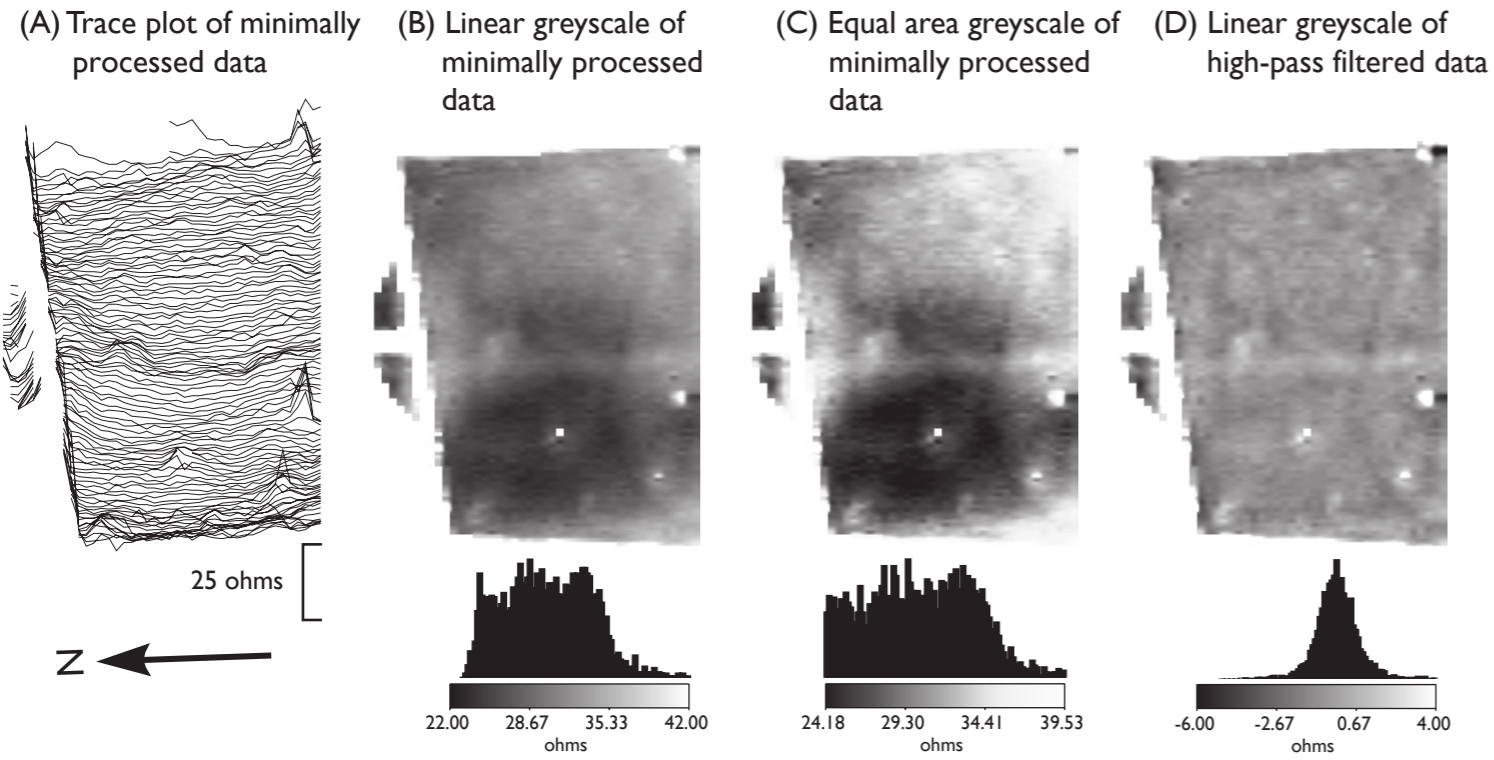 (A) Trace plot of minimally
processed data
(B) Linear greyscale of
minimally processed
data
(C) Equal area greyscale of
minimally processed
data
(D) Linear greyscale of
high-pass filtered data
25 ohms
N
22.00 28.67 35.33 42.00
ohms
24.18 29.30 34.41 39.53
ohms
-6.00 -2.67 0.67 4.00
ohms